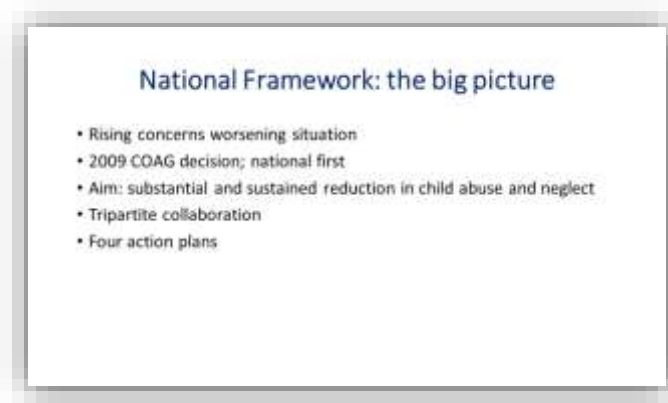 National Framework: the big picture
• Rising concerns worsening situation
• 2009 COAG decision; national first
• Aim: substantial and sustained reduction in child abuse and neglect
• Tripartite collaboration
• Four action plans